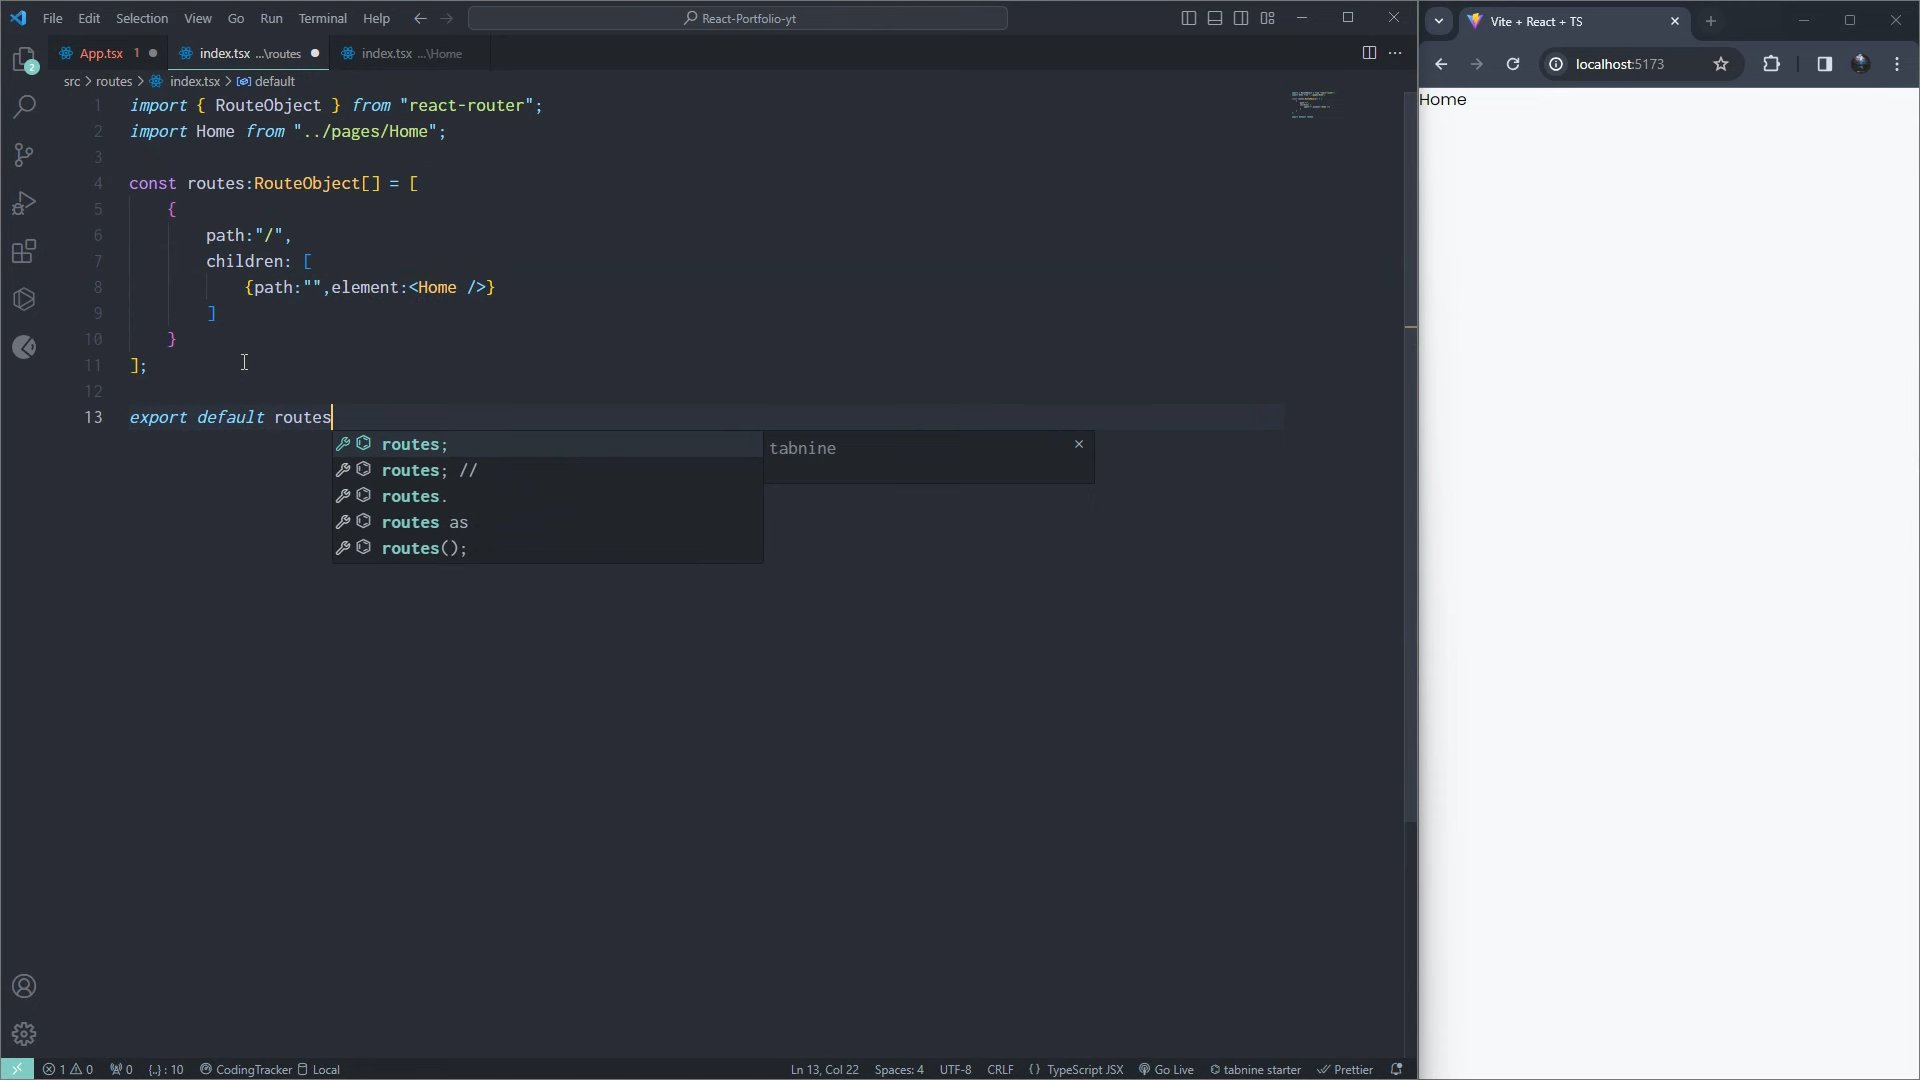 File Edit Selection View Go Run Terminal Help
React-Portfolio-yt
App.tsx 1
index.tsx ...\routes
index.tsx ...\Home
src > routes > index.tsx > default
1 import { RouteObject } from "react-router";
2 import Home from "../pages/Home";
3
4 const routes:RouteObject[] = [
5 {
6 path:"/",
7 children: [
8 {path:"",element:<Home />}
9 ]
10 }
11 ];
12
13 export default routes
routes;
routes; //
routes.
routes as
routes();
tabnine
2
1 0 0 {..} : 10 CodingTracker Local
Ln 13, Col 22 Spaces: 4 UTF-8 CRLF {} TypeScript JSX Go Live tabnine starter Prettier
Vite + React + TS
localhost:5173
Home